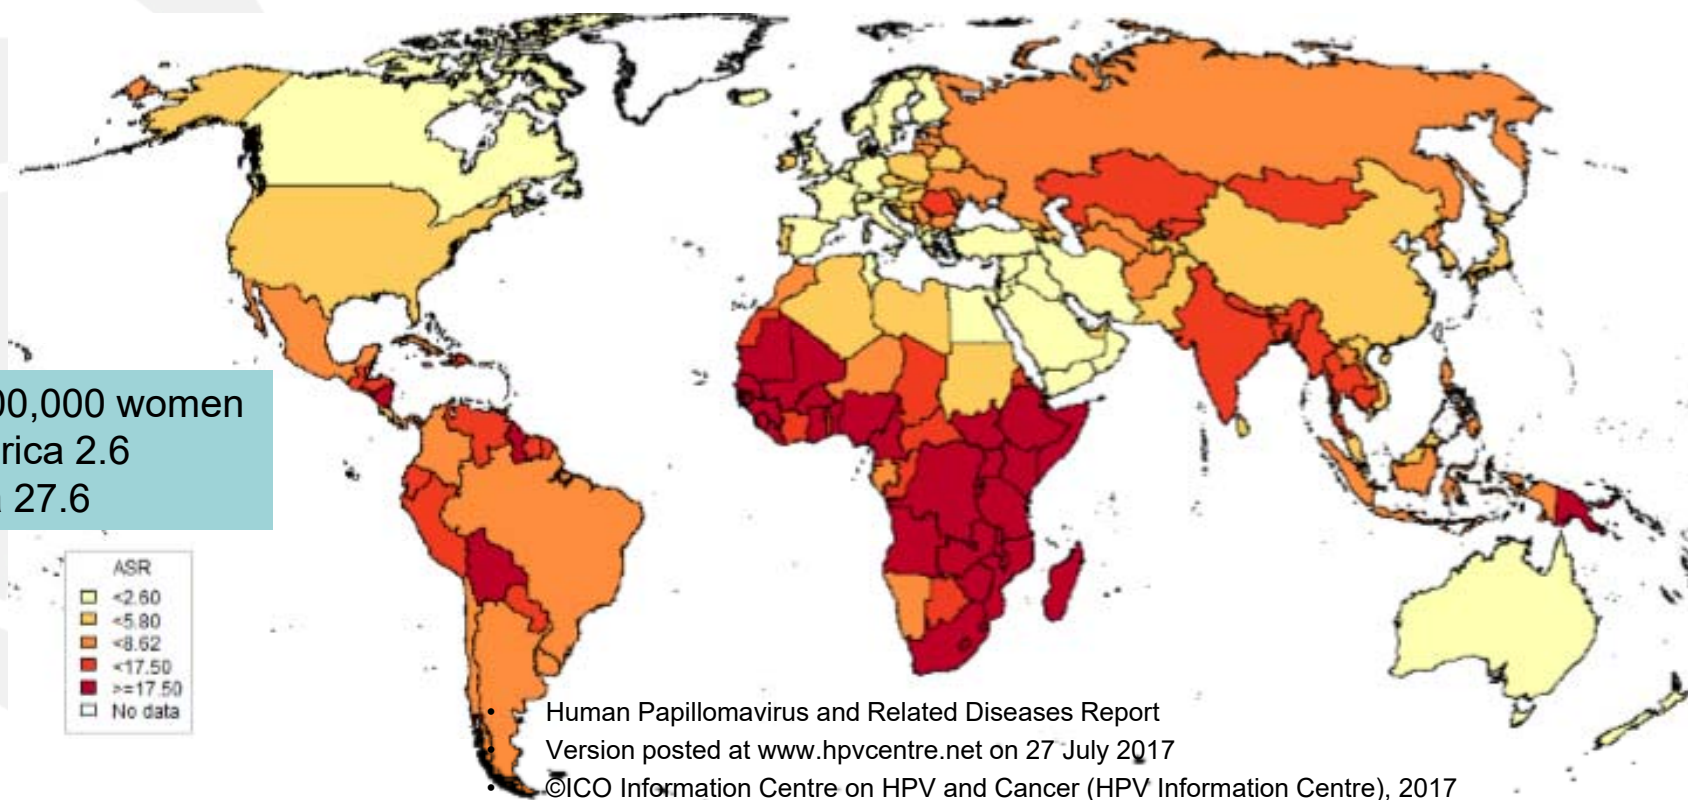 00,000 women
rica 2.6
27.6
ASR
<2.60
<5.80
<8.62
<17.50
>=17.50
No data
• Human Papillomavirus and Related Diseases Report
• Version posted at www.hpvcentre.net on 27 July 2017
• ©ICO Information Centre on HPV and Cancer (HPV Information Centre), 2017